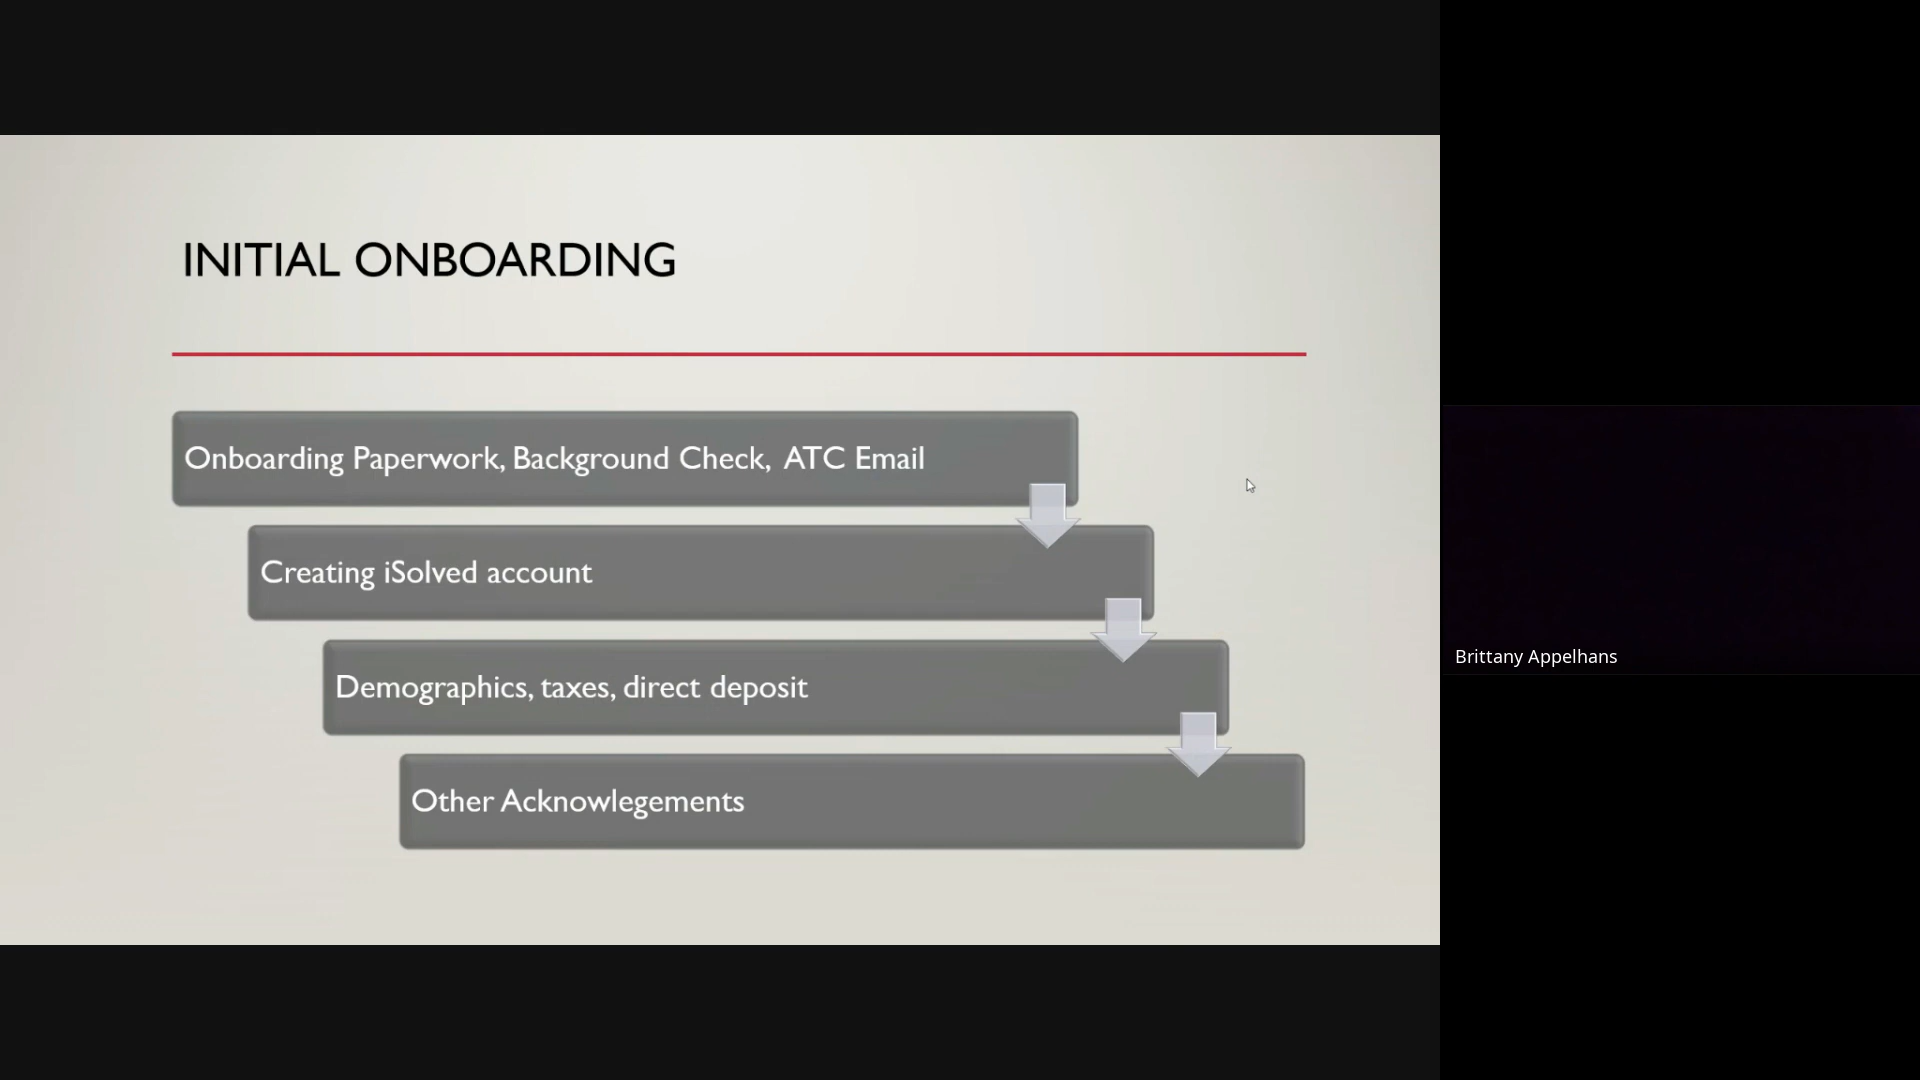 INITIAL ONBOARDING
Onboarding Paperwork, Background Check, ATC Email
Creating iSolved account
Demographics, taxes, direct deposit
Other Acknowlegements
Brittany Appelhans